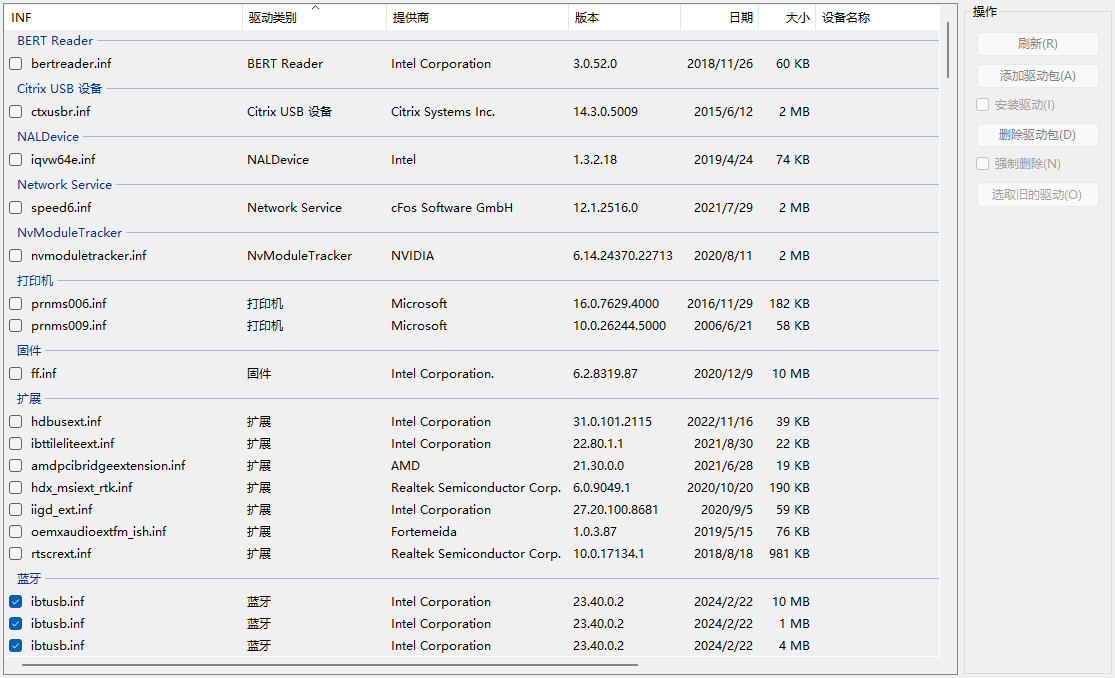 INF 驱动类别 提供商 版本 日期 大小 设备名称
BERT Reader
bertreader.inf BERT Reader Intel Corporation 3.0.52.0 2018/11/26 60 KB
Citrix USB 设备
ctxusbr.inf Citrix USB 设备 Citrix Systems Inc. 14.3.0.5009 2015/6/12 2 MB
NALDevice
iqvw64e.inf NALDevice Intel 1.3.2.18 2019/4/24 74 KB
Network Service
speed6.inf Network Service cFos Software GmbH 12.1.2516.0 2021/7/29 2 MB
NvModuleTracker
nvmoduletracker.inf NvModuleTracker NVIDIA 6.14.24370.22713 2020/8/11 2 MB
打印机
prnms006.inf 打印机 Microsoft 16.0.7629.4000 2016/11/29 182 KB
prnms009.inf 打印机 Microsoft 10.0.26244.5000 2006/6/21 58 KB
固件
ff.inf 固件 Intel Corporation. 6.2.8319.87 2020/12/9 10 MB
扩展
hdbusext.inf 扩展 Intel Corporation 31.0.101.2115 2022/11/16 39 KB
ibttileliteext.inf 扩展 Intel Corporation 22.80.1.1 2021/8/30 22 KB
amdpcibridgeextension.inf 扩展 AMD 21.30.0.0 2021/6/28 19 KB
hdx_msiext_rtk.inf 扩展 Realtek Semiconductor Corp. 6.0.9049.1 2020/10/20 190 KB
iigd_ext.inf 扩展 Intel Corporation 27.20.100.8681 2020/9/5 59 KB
oemxaudioextfm_ish.inf 扩展 Fortemeida 1.0.3.87 2019/5/15 76 KB
rtscrext.inf 扩展 Realtek Semiconductor Corp. 10.0.17134.1 2018/8/18 981 KB
蓝牙
ibtusb.inf 蓝牙 Intel Corporation 23.40.0.2 2024/2/22 10 MB
ibtusb.inf 蓝牙 Intel Corporation 23.40.0.2 2024/2/22 1 MB
ibtusb.inf 蓝牙 Intel Corporation 23.40.0.2 2024/2/22 4 MB
操作
刷新(R)
添加驱动包(A)
安装驱动(I)
删除驱动包(D)
强制删除(N)
选取旧的驱动(O)